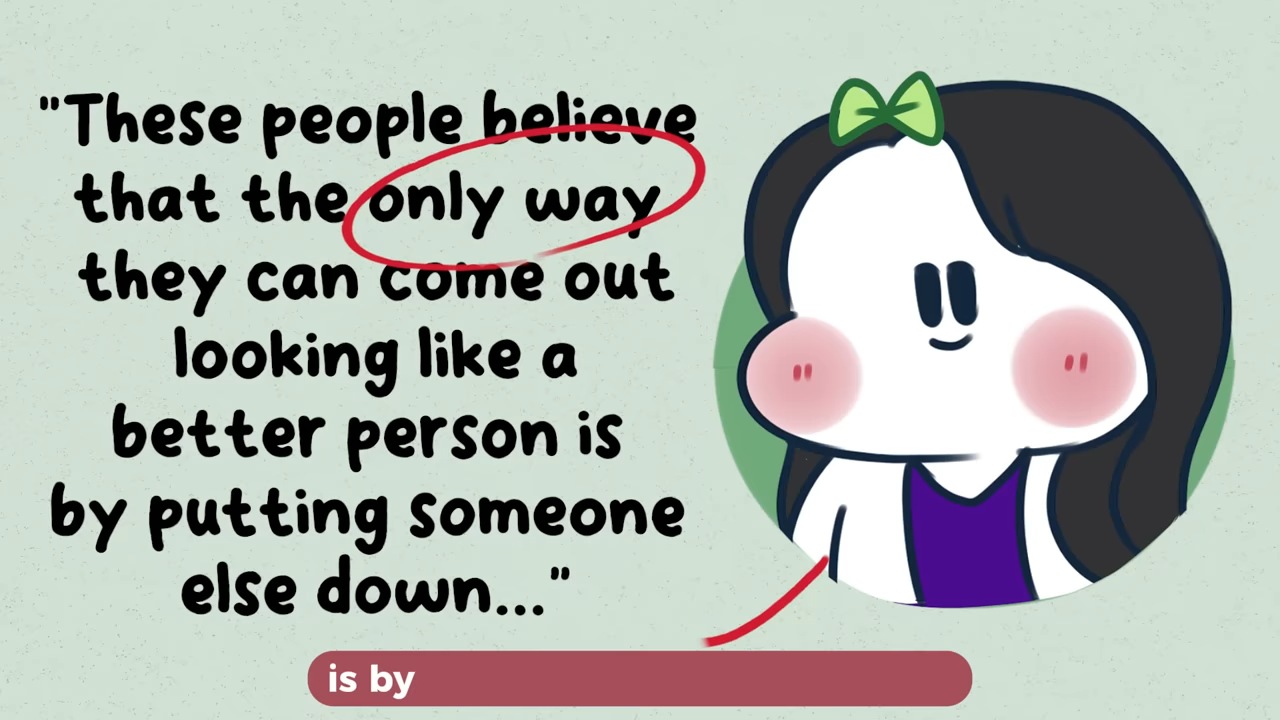 "These people believe
that the only way
they can come out
looking like a
better person is
by putting someone
else down..."
is by